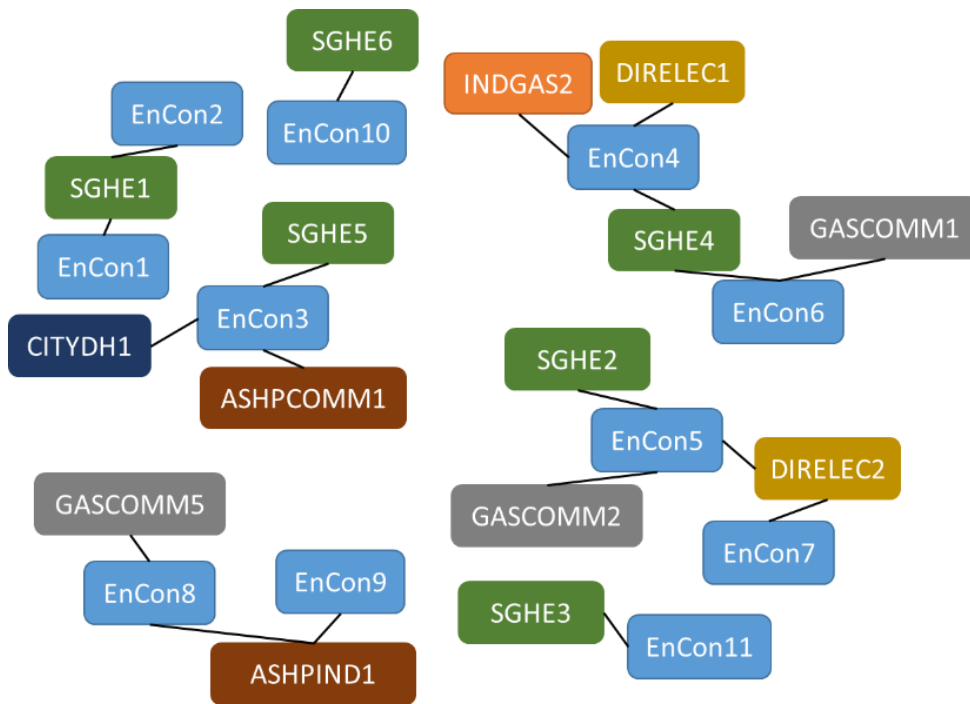 SGHE6
INDGAS2
DIRELEC1
EnCon2
EnCon10
EnCon4
SGHE1
SGHE5
SGHE4
GASCOMM1
EnCon1
EnCon3
EnCon6
CITYDH1
SGHE2
ASHPCOMM1
EnCon5
DIRELEC2
GASCOMM5
GASCOMM2
EnCon7
EnCon9
EnCon8
SGHE3
EnCon11
ASHPIND1